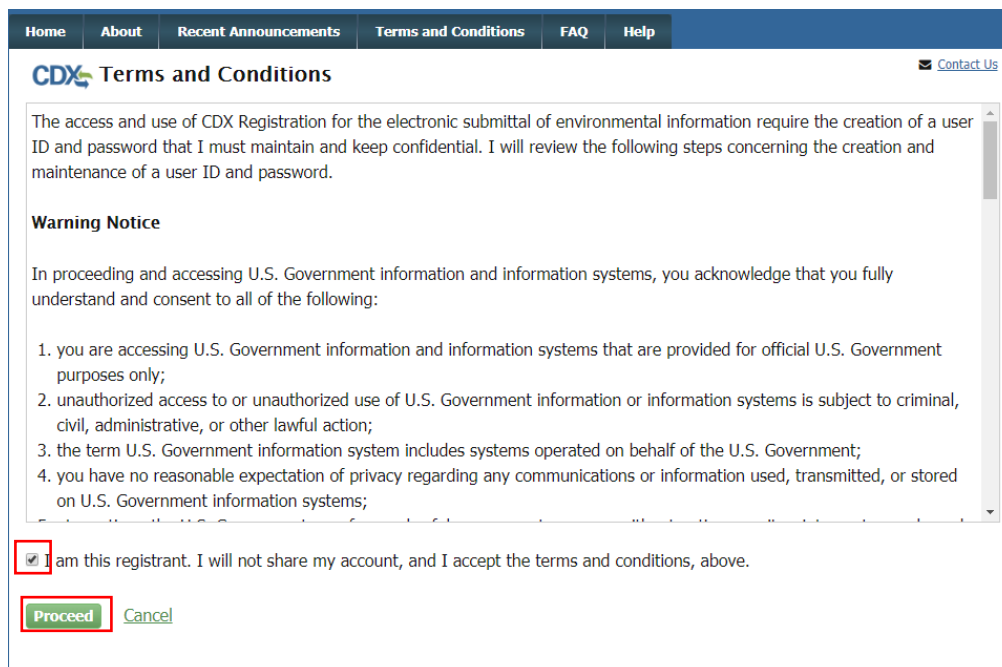 Home About Recent Announcements Terms and Conditions FAQ Help
CDX Terms and Conditions
Contact Us
The access and use of CDX Registration for the electronic submittal of environmental information require the creation of a user
ID and password that I must maintain and keep confidential. I will review the following steps concerning the creation and
maintenance of a user ID and password.
Warning Notice
In proceeding and accessing U.S. Government information and information systems, you acknowledge that you fully
understand and consent to all of the following:
1. you are accessing U.S. Government information and information systems that are provided for official U.S. Government
purposes only;
2. unauthorized access to or unauthorized use of U.S. Government information or information systems is subject to criminal,
civil, administrative, or other lawful action;
3. the term U.S. Government information system includes systems operated on behalf of the U.S. Government;
4. you have no reasonable expectation of privacy regarding any communications or information used, transmitted, or stored
on U.S. Government information systems;
I am this registrant. I will not share my account, and I accept the terms and conditions, above.
Proceed Cancel